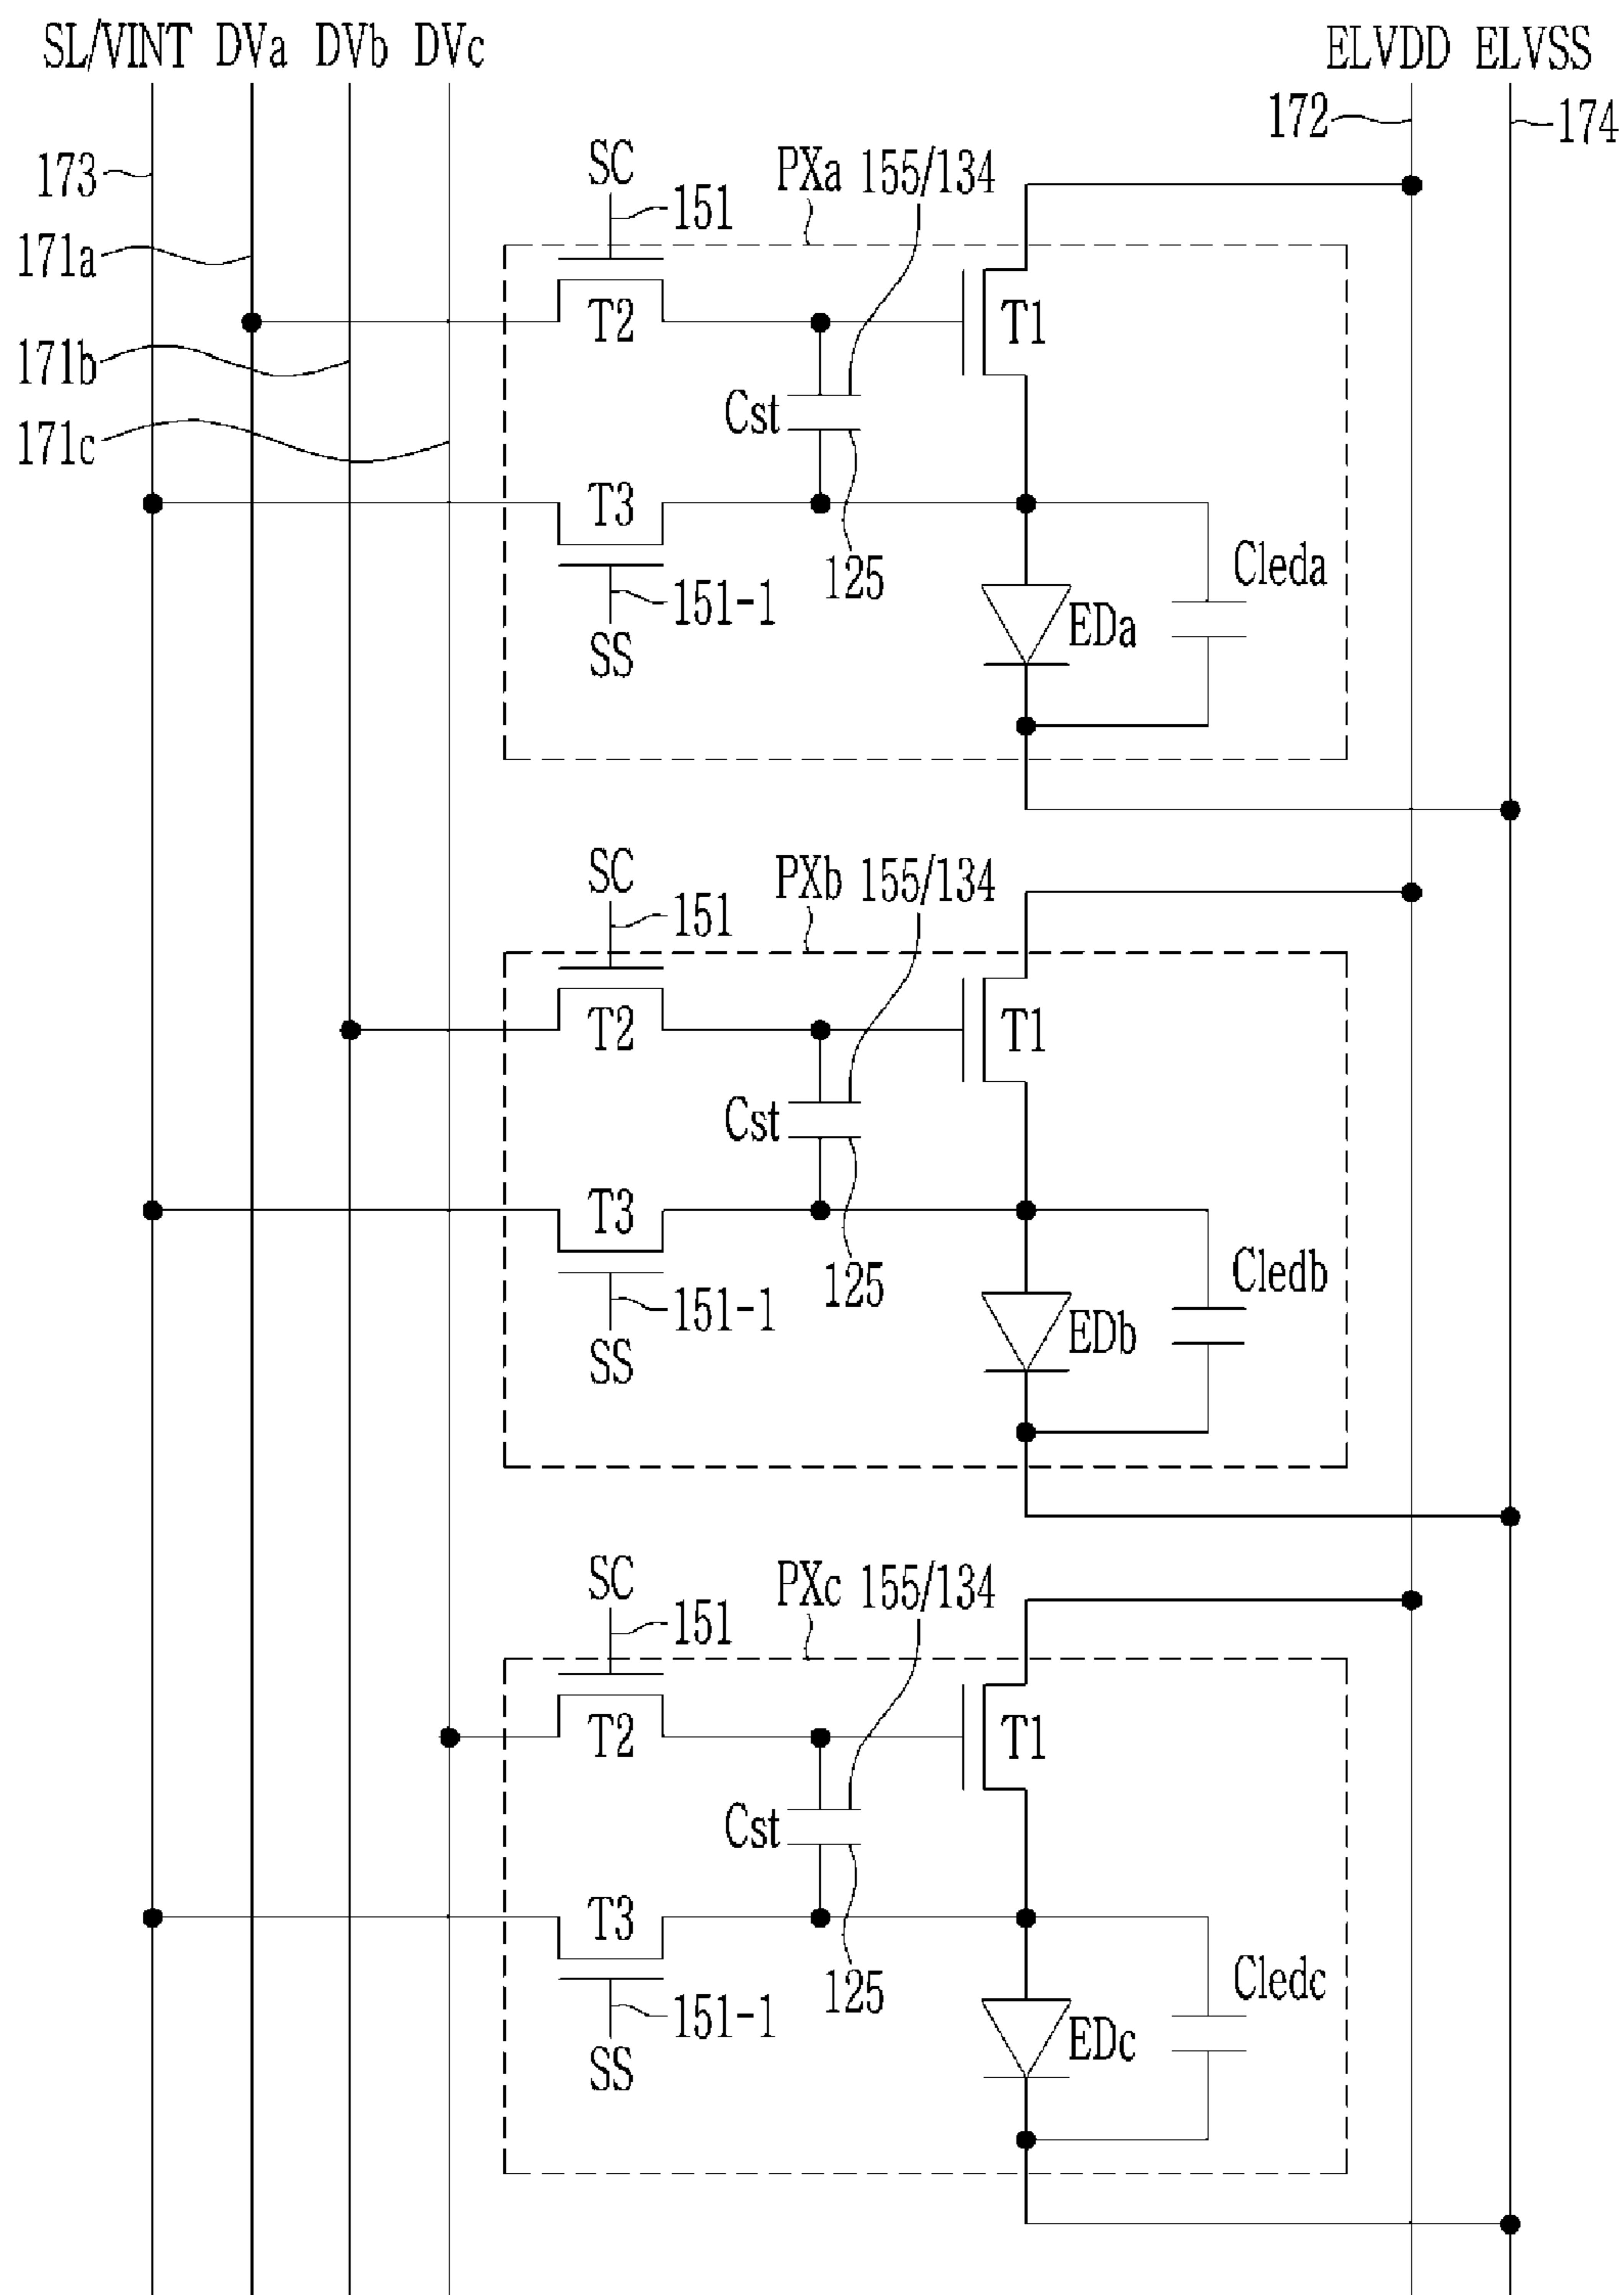 SL/VINT DVa DVb DVc ELVDD ELVSS
172 174
173 SC PXa 155/134
151
171a
T2 T1
171b
Cst
171c
T3
125 Cleda
151-1 EDa
SS
SC PXb 155/134
151
T2 T1
Cst
T3
125 Cledb
151-1 EDb
SS
SC PXc 155/134
151
T2 T1
Cst
T3
125 Cledc
151-1 EDc
SS